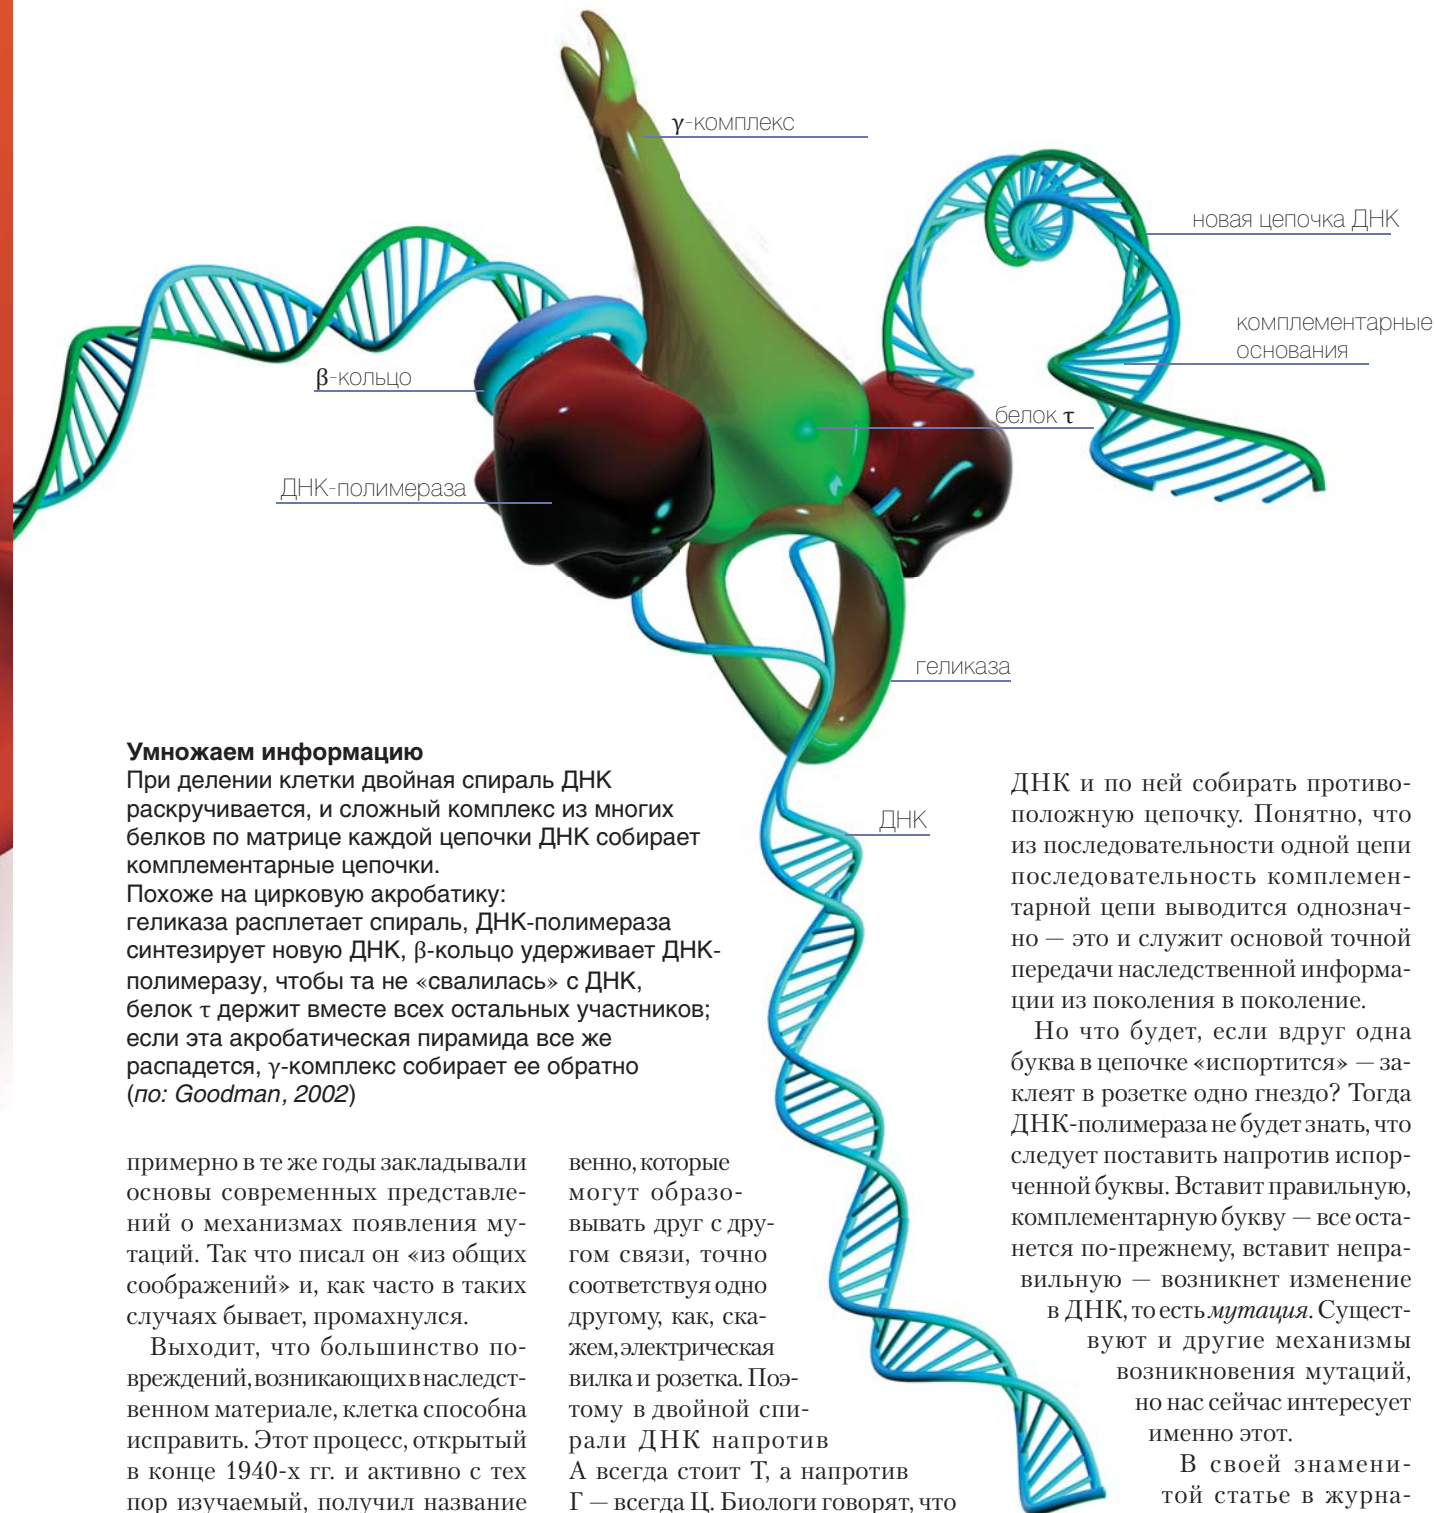 γ-комплекс
новая цепочка ДНК
комплементарные
основания
β-кольцо
белок τ
ДНК-полимераза
геликаза
ДНК
Умножаем информацию
При делении клетки двойная спираль ДНК
раскручивается, и сложный комплекс из многих
белков по матрице каждой цепочки ДНК собирает
комплементарные цепочки.
Похоже на цирковую акробатику:
геликаза расплетает спираль, ДНК-полимераза
синтезирует новую ДНК, β-кольцо удерживает ДНК-
полимеразу, чтобы та не «свалилась» с ДНК,
белок τ держит вместе всех остальных участников;
если эта акробатическая пирамида все же
распадется, γ-комплекс собирает ее обратно
(по: Goodman, 2002)
примерно в те же годы закладывали
основы современных представле-
ний о механизмах появления му-
таций. Так что писал он «из общих
соображений» и, как часто в таких
случаях бывает, промахнулся.
Выходит, что большинство по-
вреждений, возникающих в наследст-
венном материале, клетка способна
исправить. Этот процесс, открытый
в конце 1940-х гг. и активно с тех
пор изучаемый, получил название
венно, которые
могут образо-
вывать друг с дру-
гом связи, точно
соответствуя одно
другому, как, ска-
жем, электрическая
вилка и розетка. Поэ-
тому в двойной спи-
рали ДНК напротив
А всегда стоит Т, а напротив
Г — всегда Ц. Биологи говорят, что
ДНК и по ней собирать противо-
положную цепочку. Понятно, что
из последовательности одной цепи
последовательность комплемен-
тарной цепи выводится однознач-
но — это и служит основой точной
передачи наследственной информа-
ции из поколения в поколение.
Но что будет, если вдруг одна
буква в цепочке «испортится» — за-
клеят в розетке одно гнездо? Тогда
ДНК-полимераза не будет знать, что
следует поставить напротив испор-
ченной буквы. Вставит правильную,
комплементарную букву — все оста-
нется по-прежнему, вставит непра-
вильную — возникнет изменение
в ДНК, то есть мутация. Сущест-
вуют и другие механизмы
возникновения мутаций,
но нас сейчас интересует
именно этот.
В своей знамени-
той статье в журна-